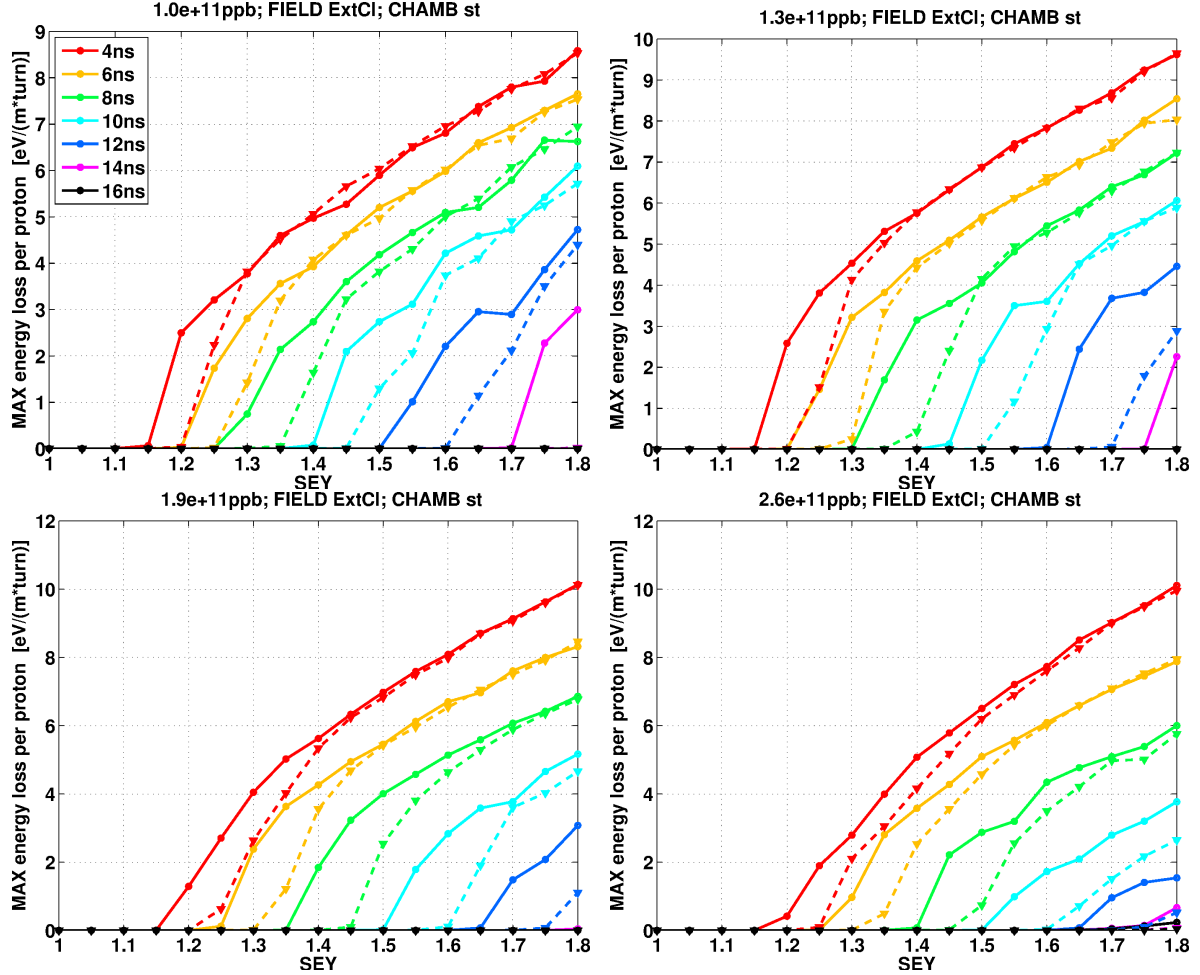 1.0e+11ppb; FIELD ExtCl; CHAMB st
MAX energy loss per proton [eV/(m*turn)]
9
8
7
6
5
4
3
2
1
0
4ns
6ns
8ns
10ns
12ns
14ns
16ns
1 1.1 1.2 1.3 1.4 1.5 1.6 1.7 1.8
SEY
1.3e+11ppb; FIELD ExtCl; CHAMB st
MAX energy loss per proton [eV/(m*turn)]
10
9
8
7
6
5
4
3
2
1
0
1 1.1 1.2 1.3 1.4 1.5 1.6 1.7 1.8
SEY
1.9e+11ppb; FIELD ExtCl; CHAMB st
MAX energy loss per proton [eV/(m*turn)]
12
10
8
6
4
2
0
1 1.1 1.2 1.3 1.4 1.5 1.6 1.7 1.8
SEY
2.6e+11ppb; FIELD ExtCl; CHAMB st
MAX energy loss per proton [eV/(m*turn)]
12
10
8
6
4
2
0
1 1.1 1.2 1.3 1.4 1.5 1.6 1.7 1.8
SEY